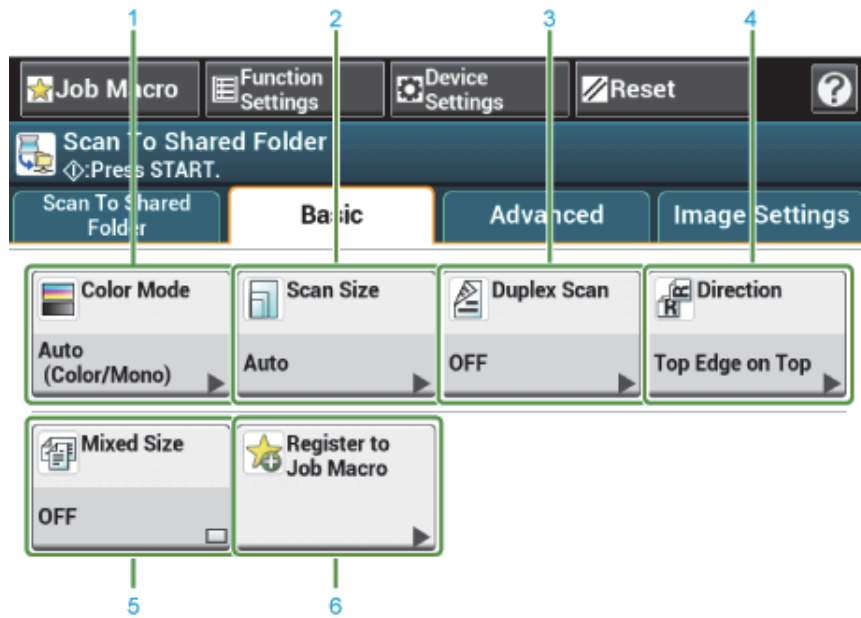 1 2 3 4
Job Macro
Function
Settings
Device
Settings
Reset
?
Scan To Shared Folder
:Press START.
Scan To Shared
Folder
Basic
Advanced
Image Settings
Color Mode
Auto
(Color/Mono)
Scan Size
Auto
Duplex Scan
OFF
Direction
Top Edge on Top
Mixed Size
OFF
Register to
Job Macro
5 6